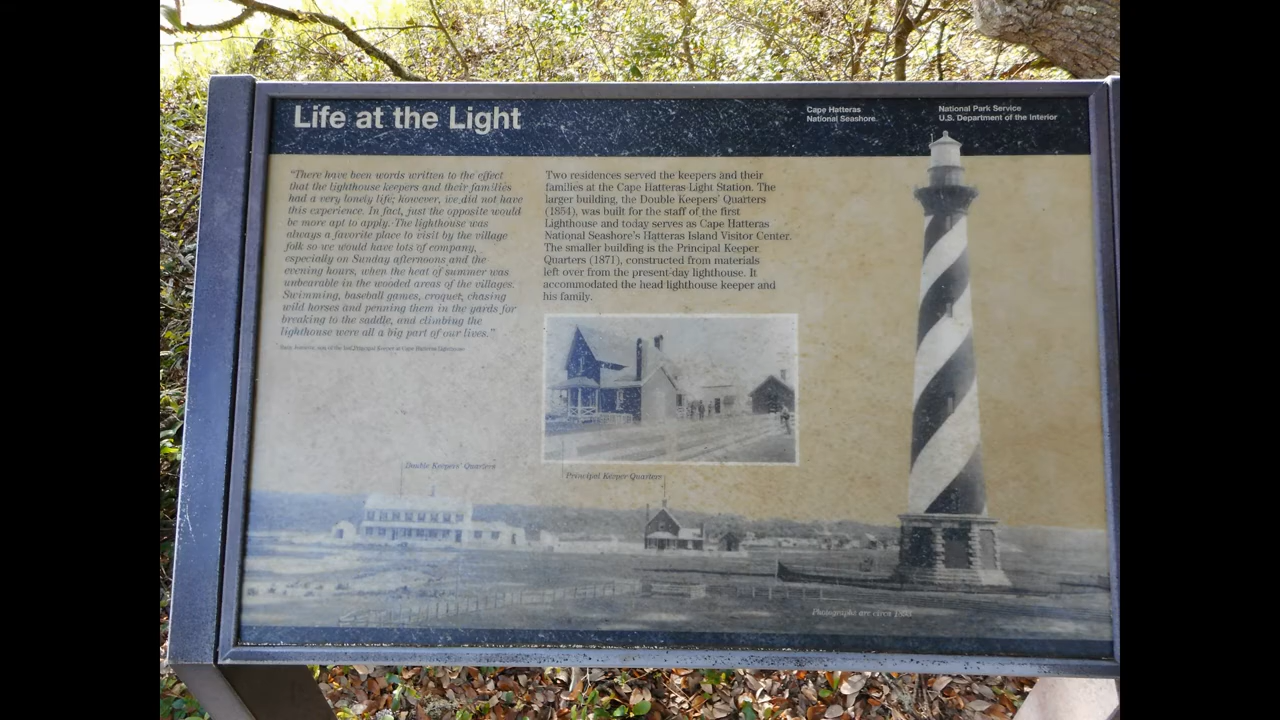 Life at the Light
Cape Hatteras
National Seashore
National Park Service
U.S. Department of the Interior
"There have been words written to the effect
that the lighthouse keepers and their families
had a very lonely life; however, we did not have
this experience. In fact, just the opposite would
be more apt to apply. The lighthouse was
always a favorite place to visit by the village
folk so we would have lots of company,
especially on Sunday afternoons and the
evening hours, when the heat of summer was
unbearable in the wooded areas of the villages.
Swimming, baseball games, croquet, chasing
wild horses and penning them in the yards for
breaking to the saddle, and climbing the
lighthouse were all a big part of our lives."
son of the last Principal Keeper at Cape Hatteras Lighthouse
Two residences served the keepers and their
families at the Cape Hatteras Light Station. The
larger building, the Double Keepers' Quarters
(1854), was built for the staff of the first
Lighthouse and today serves as Cape Hatteras
National Seashore's Hatteras Island Visitor Center.
The smaller building is the Principal Keeper
Quarters (1871), constructed from materials
left over from the present-day lighthouse. It
accommodated the head lighthouse keeper and
his family.
Double Keepers' Quarters
Principal Keeper Quarters
Photographs are circa